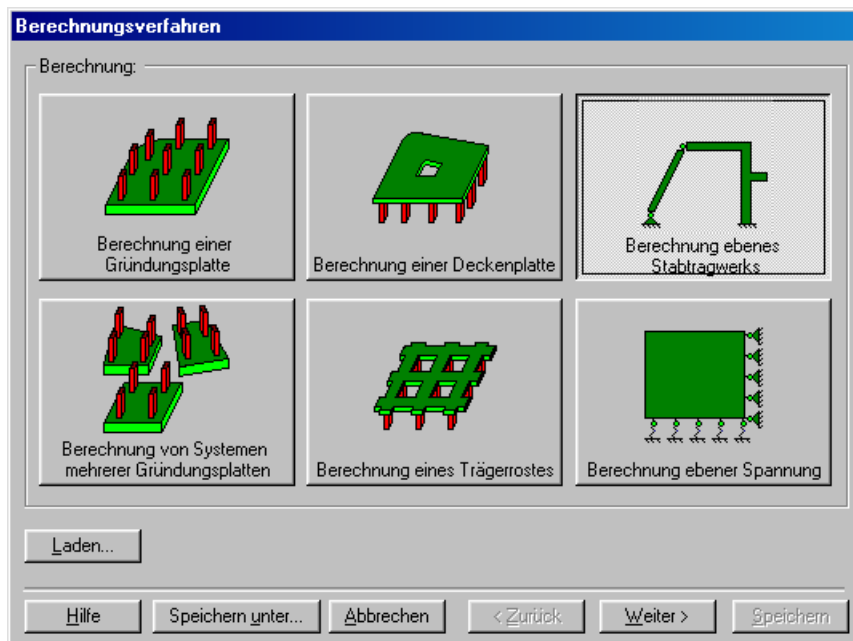 Berechnungsverfahren
Berechnung:
Berechnung einer
Gründungsplatte
Berechnung einer Deckenplatte
Berechnung ebenes
Stabtragwerks
Berechnung von Systemen
mehrerer Gründungsplatten
Berechnung eines Trägerrostes
Berechnung ebener Spannung
Laden...
Hilfe
Speichern unter...
Abbrechen
< Zurück
Weiter >
Speichern